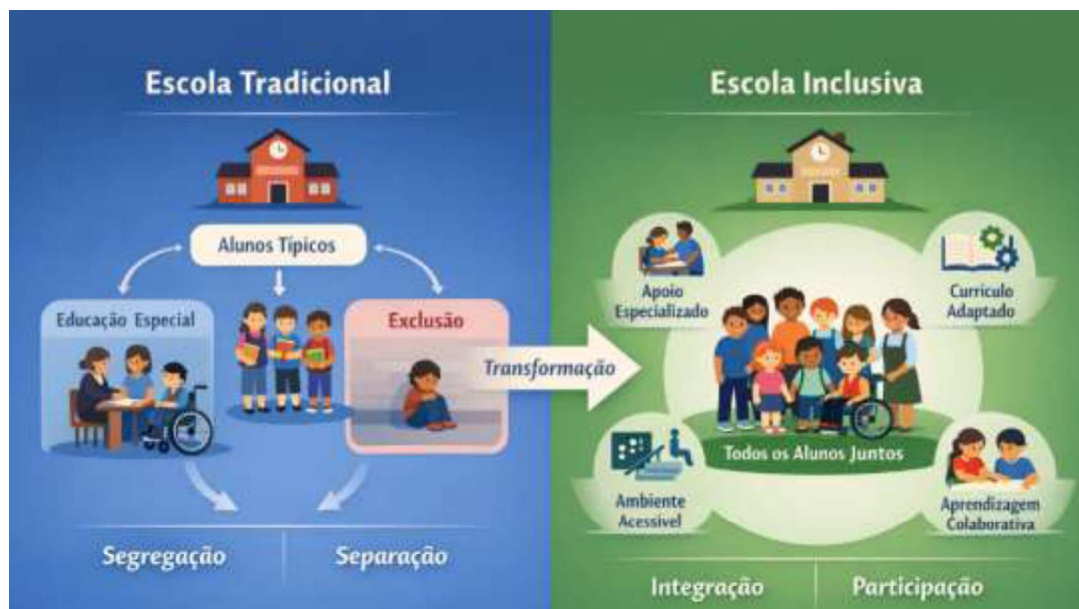 Escola Tradicional
Alunos Típicos
Educação Especial
Exclusão
Segregação
Separação
Transformação
Escola Inclusiva
Apoio
Especializado
Currículo
Adaptado
Todos os Alunos Juntos
Ambiente
Acessível
Aprendizagem
Colaborativa
Integração
Participação